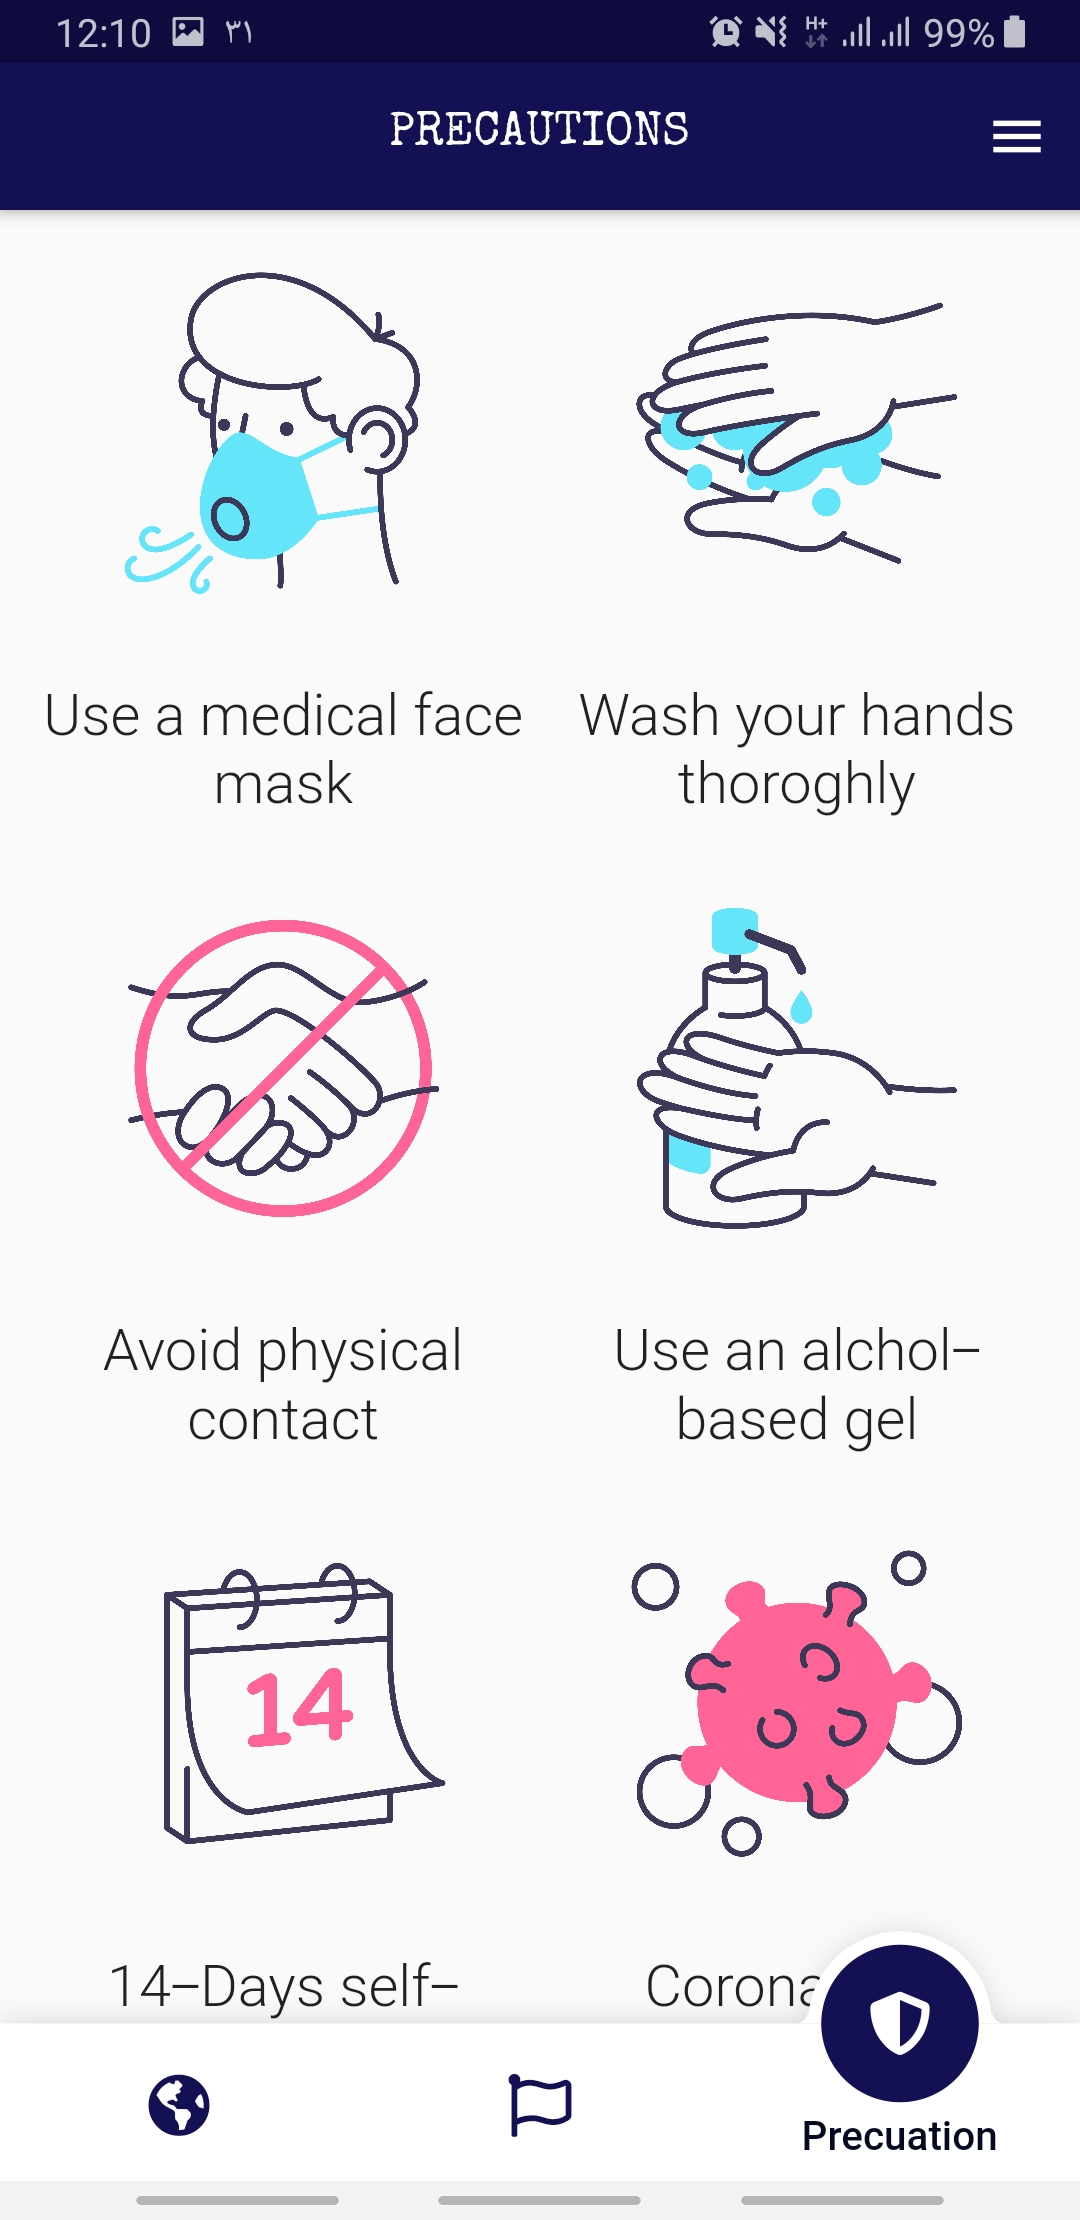 12:10 ٣١ H+ 99%
PRECAUTIONS
Use a medical face
mask
Wash your hands
thoroghly
Avoid physical
contact
Use an alchol-
based gel
14
14-Days self-
Corona
Precuation